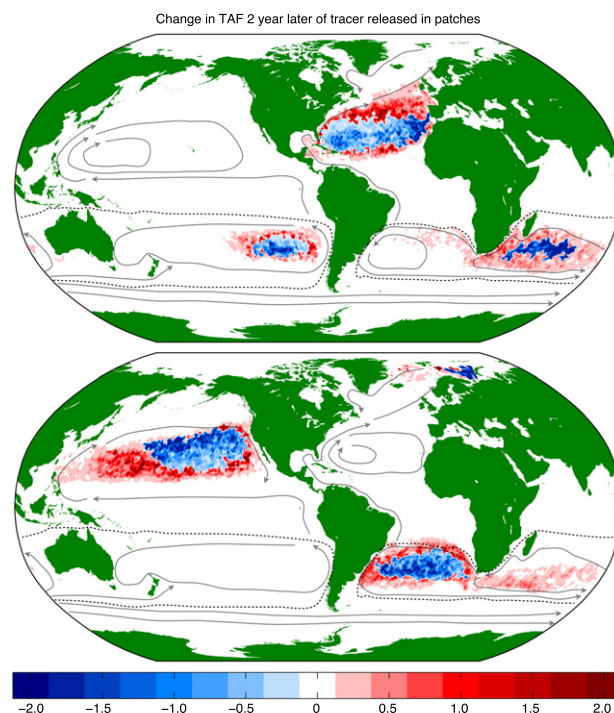 Change in TAF 2 year later of tracer released in patches
−2.0 −1.5 −1.0 −0.5 0 0.5 1.0 1.5 2.0